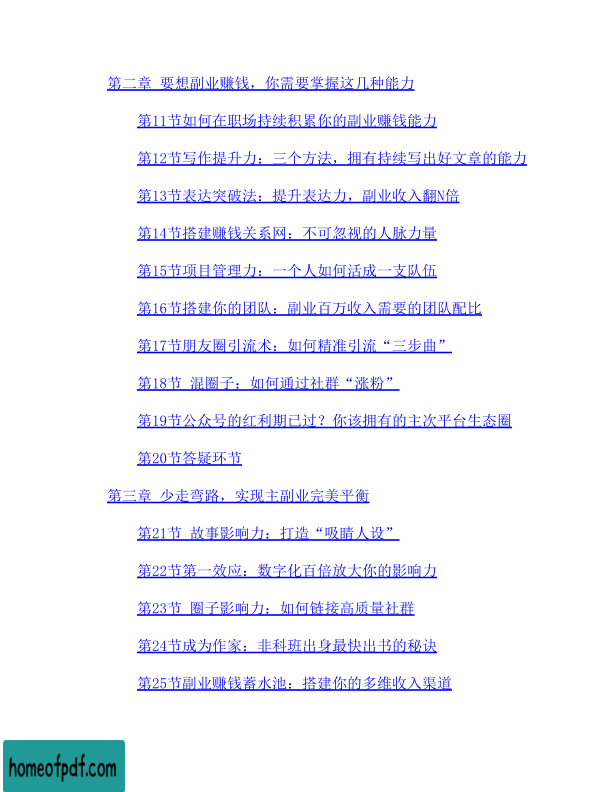 第二章 要想副业赚钱，你需要掌握这几种能力
第11节如何在职场持续积累你的副业赚钱能力
第12节写作提升力：三个方法，拥有持续写出好文章的能力
第13节表达突破法：提升表达力，副业收入翻N倍
第14节搭建赚钱关系网：不可忽视的人脉力量
第15节项目管理力：一个人如何活成一支队伍
第16节搭建你的团队：副业百万收入需要的团队配比
第17节朋友圈引流术：如何精准引流“三步曲”
第18节 混圈子：如何通过社群“涨粉”
第19节公众号的红利期已过？你该拥有的主次平台生态圈
第20节答疑环节
第三章 少走弯路，实现主副业完美平衡
第21节 故事影响力：打造“吸睛人设”
第22节第一效应：数字化百倍放大你的影响力
第23节 圈子影响力：如何链接高质量社群
第24节成为作家：非科班出身最快出书的秘诀
第25节副业赚钱蓄水池：搭建你的多维收入渠道
homeofpdf.com